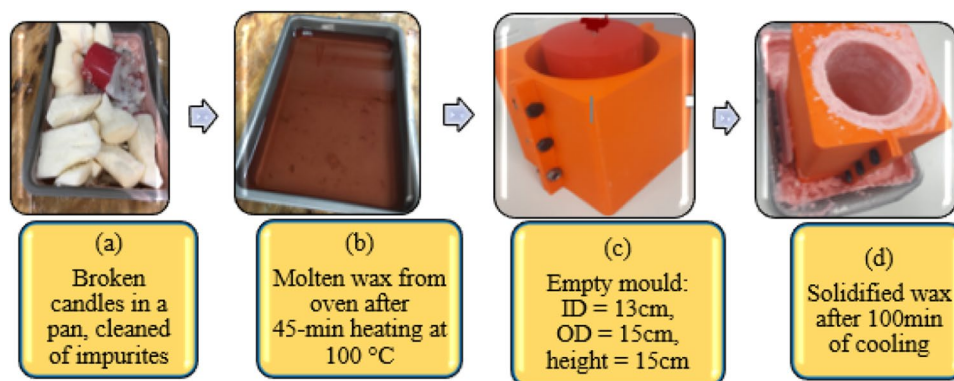 (a)
Broken
candles in a
pan, cleaned
of impurites
(b)
Molten wax from
oven after
45-min heating at
100 °C
(c)
Empty mould:
ID = 13cm,
OD = 15cm,
height = 15cm
(d)
Solidified wax
after 100min
of cooling